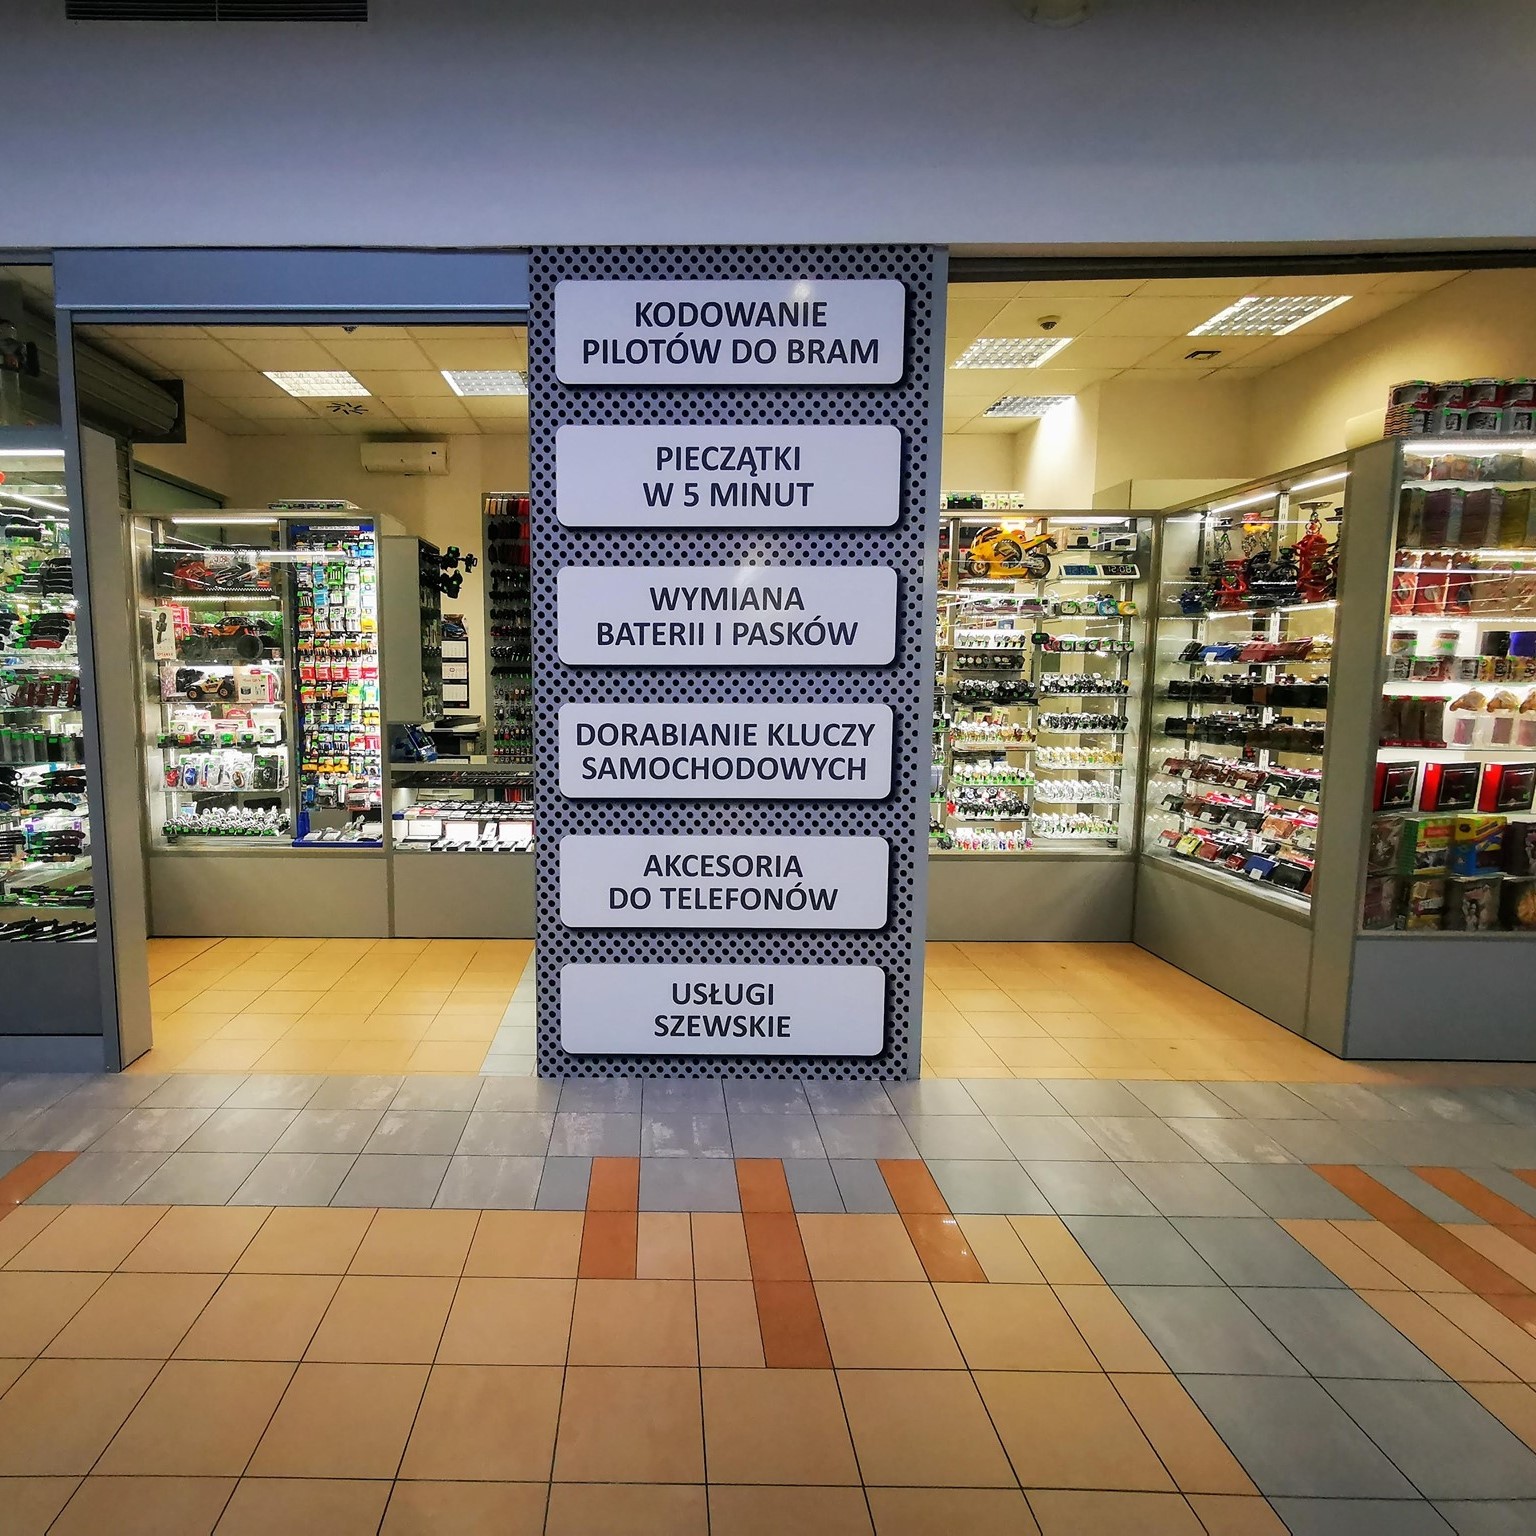 KODOWANIE
PILOTÓW DO BRAM
PIECZĄTKI
W 5 MINUT
WYMIANA
BATERII I PASKÓW
DORABIANIE KLUCZY
SAMOCHODOWYCH
AKCESORIA
DO TELEFONÓW
USŁUGI
SZEWSKIE